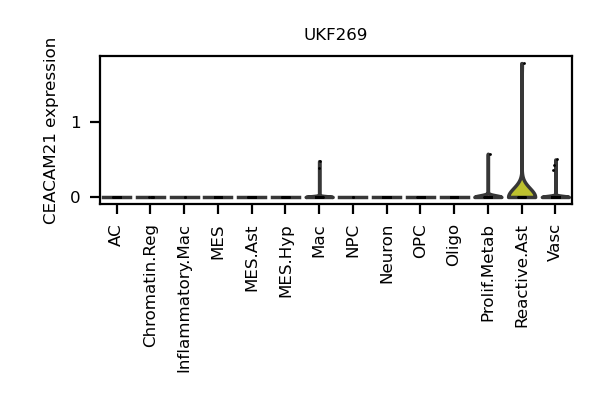 UKF269
CEACAM21 expression
1
0
AC
Chromatin.Reg
Inflammatory.Mac
MES
MES.Ast
MES.Hyp
Mac
NPC
Neuron
OPC
Oligo
Prolif.Metab
Reactive.Ast
Vasc